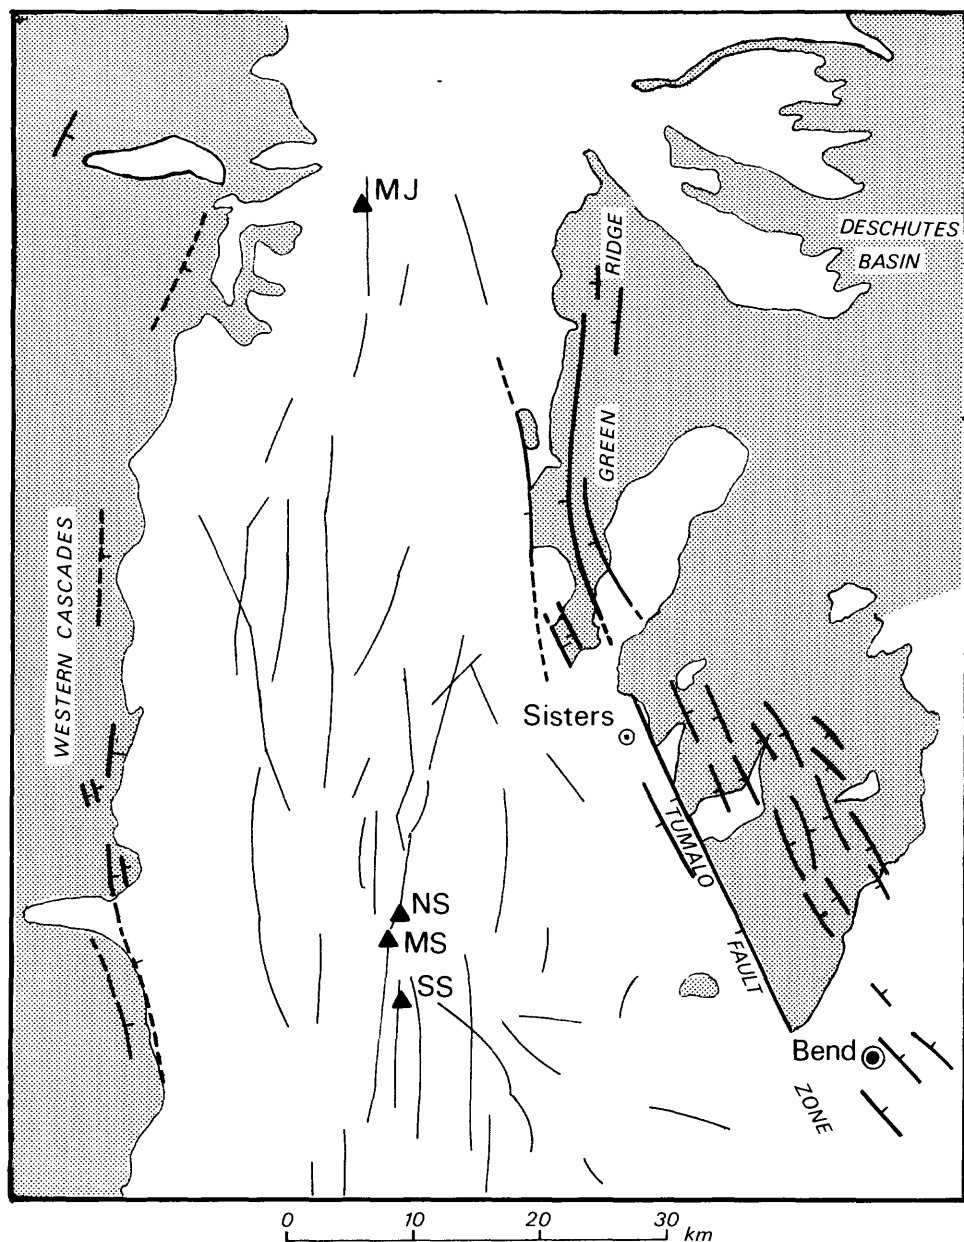 MJ
DESCHUTES
BASIN
GREEN RIDGE
WESTERN CASCADES
Sisters
TUMALO FAULT ZONE
NS
MS
SS
Bend
0 10 20 30 km